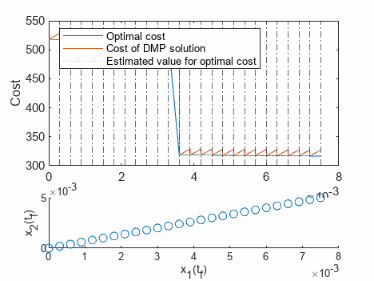 550
500
450
400
350
300
Cost
Optimal cost
Cost of DMP solution
Estimated value for optimal cost
0 2 4 6 8
×10⁻³
5 ×10⁻³
0
x₂(t_f)
0 1 2 3 4 5 6 7 8
x₁(t_f)
×10⁻³